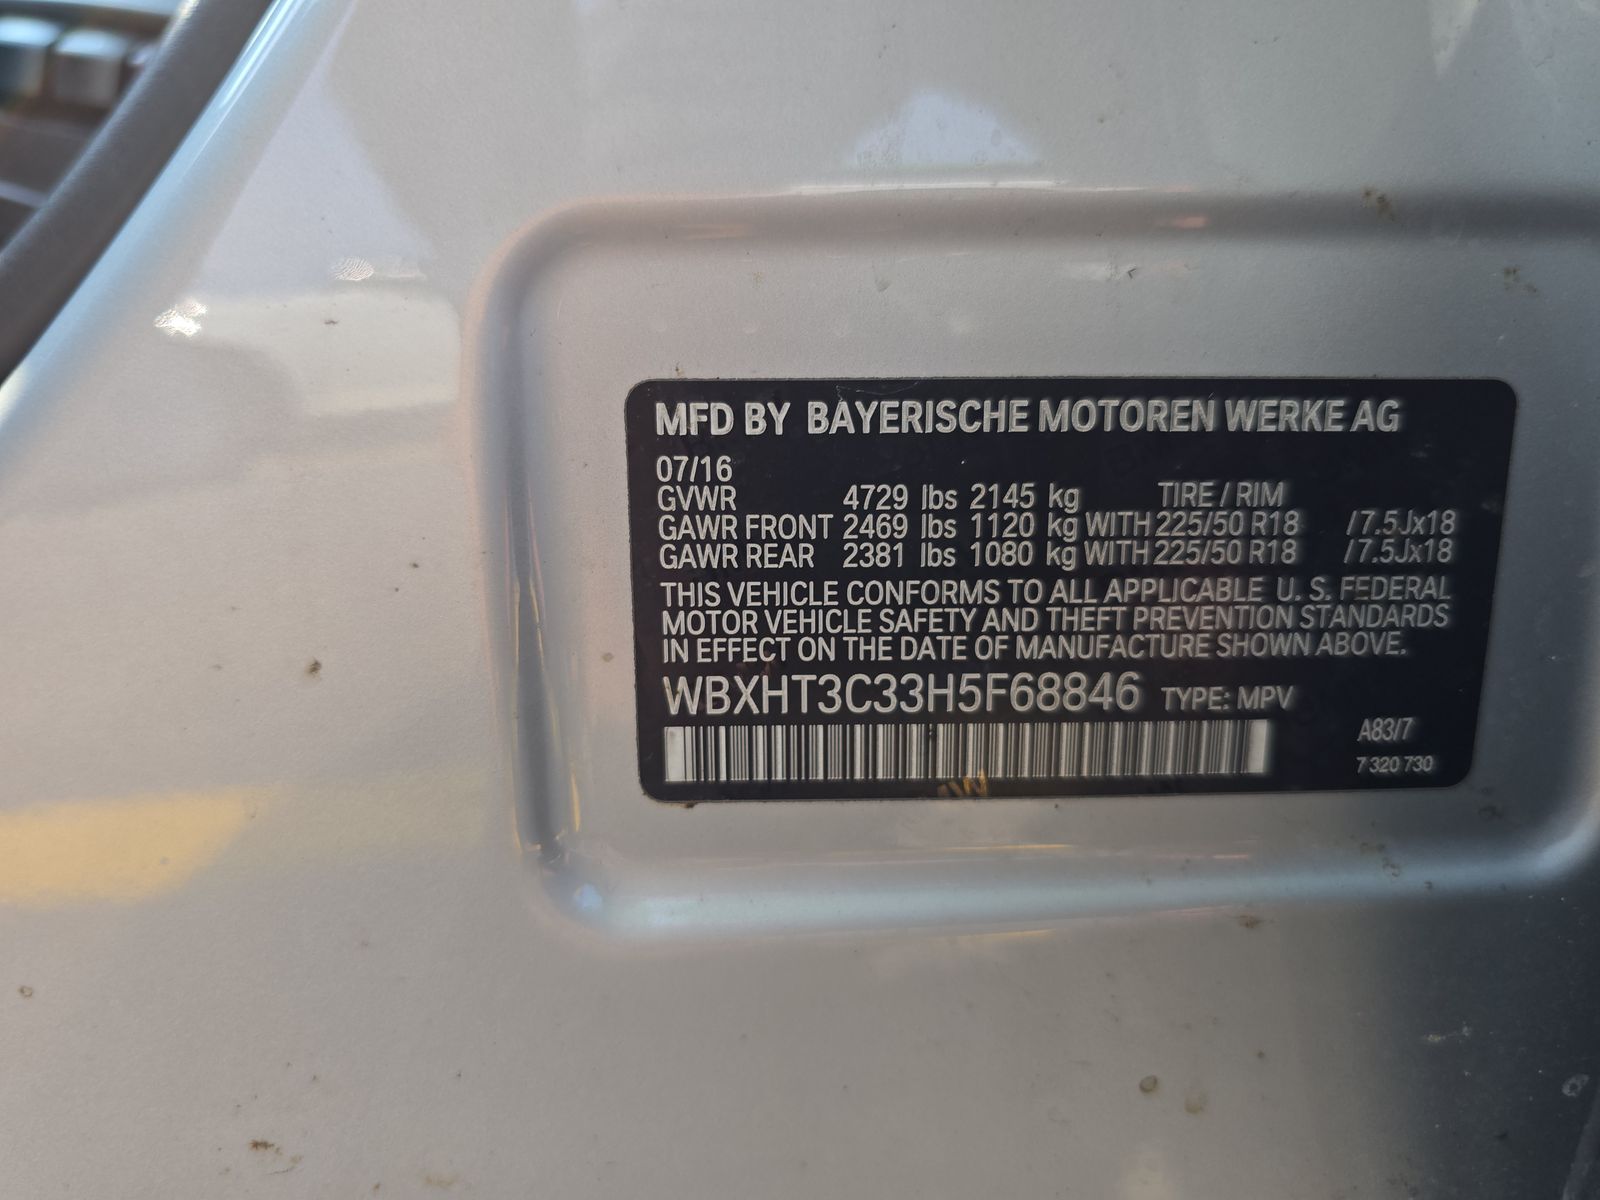 MFD BY BAYERISCHE MOTOREN WERKE AG
07/16
GVWR 4729 lbs 2145 kg TIRE / RIM
GAWR FRONT 2469 lbs 1120 kg WITH 225/50 R18 /7.5Jx18
GAWR REAR 2381 lbs 1080 kg WITH 225/50 R18 /7.5Jx18
THIS VEHICLE CONFORMS TO ALL APPLICABLE U. S. FEDERAL
MOTOR VEHICLE SAFETY AND THEFT PREVENTION STANDARDS
IN EFFECT ON THE DATE OF MANUFACTURE SHOWN ABOVE.
WBXHT3C33H5F68846 TYPE: MPV
A83/7
7 320 730